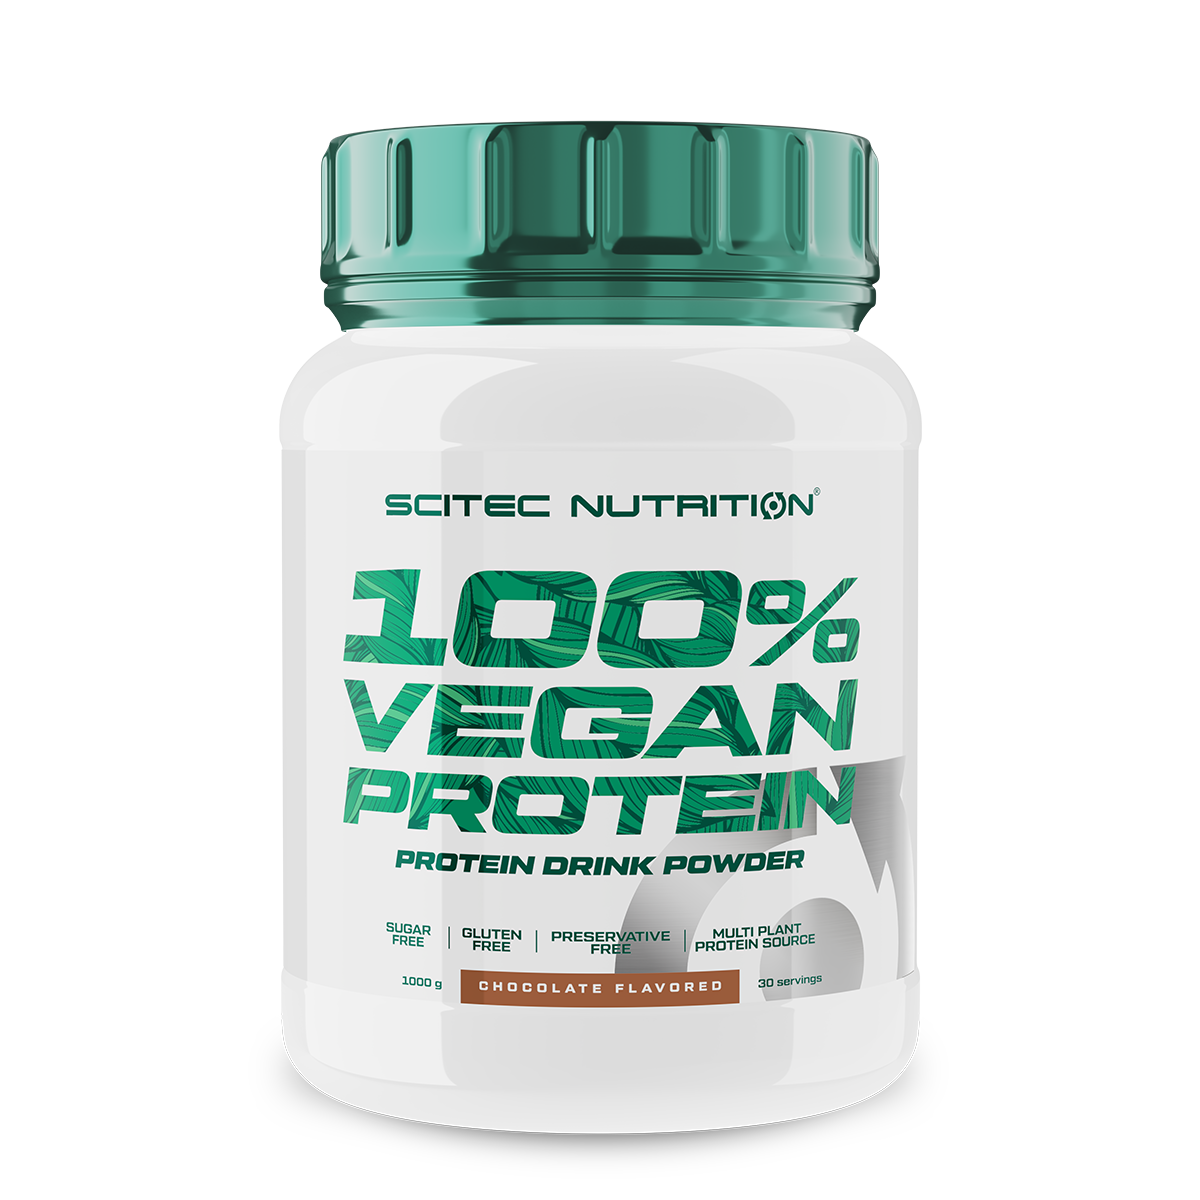 SCITEC NUTRITION®
100%
VEGAN
PROTEIN
PROTEIN DRINK POWDER
SUGAR FREE | GLUTEN FREE | PRESERVATIVE FREE | MULTI PLANT PROTEIN SOURCE
1000 g
CHOCOLATE FLAVORED
30 servings